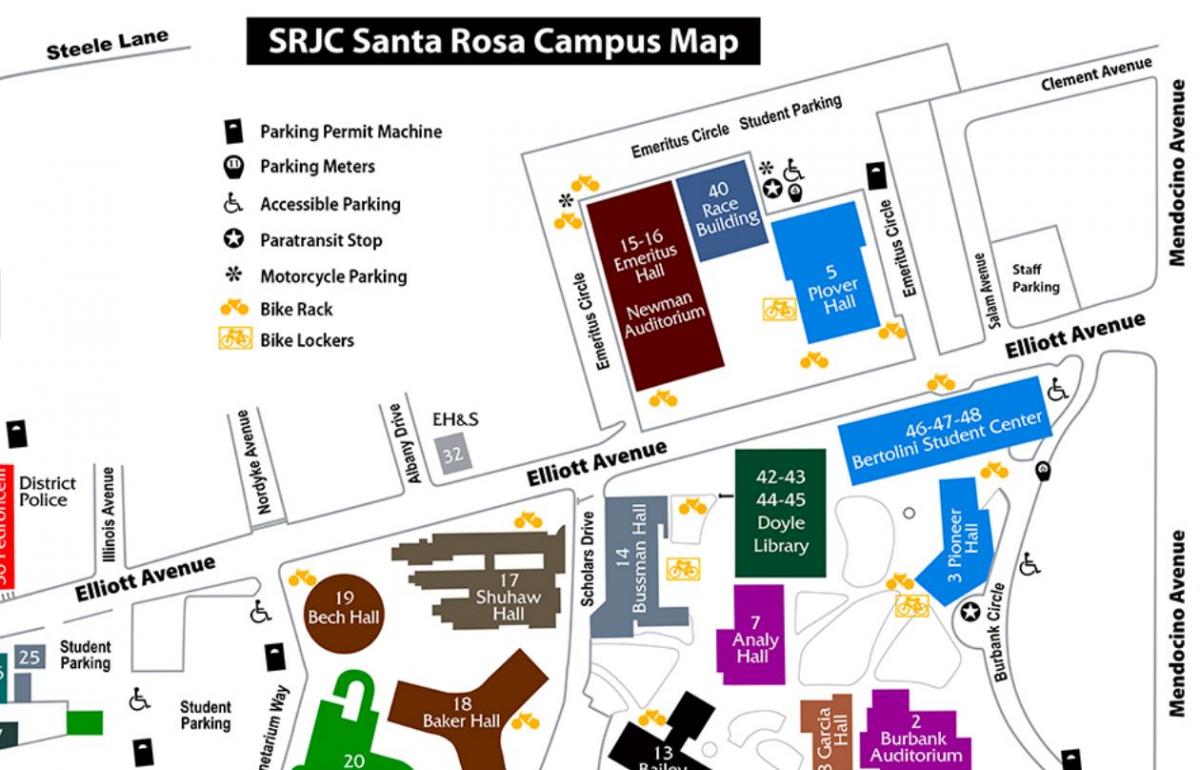 Steele Lane
SRJC Santa Rosa Campus Map
Parking Permit Machine
Parking Meters
Accessible Parking
Paratransit Stop
Motorcycle Parking
Bike Rack
Bike Lockers
Emeritus Circle Student Parking
Clement Avenue
Mendocino Avenue
15-16
Emeritus
Hall
Newman
Auditorium
40
Race
Building
5
Plover
Hall
Emeritus Circle
Emeritus Circle
Salam Avenue
Staff
Parking
Elliott Avenue
46-47-48
Bertolini Student Center
EH&S
32
Nordyke Avenue
Albany Drive
Elliott Avenue
District
Police
Illinois Avenue
Elliott Avenue
42-43
44-45
Doyle
Library
Scholars Drive
14
Bussman Hall
3 Pioneer
Hall
17
Shuhaw
Hall
19
Bech Hall
7
Analy
Hall
Burbank Circle
Mendocino Avenue
25
Student
Parking
Student
Parking
18
Baker Hall
20
13
Garcia
Hall
2
Burbank
Auditorium